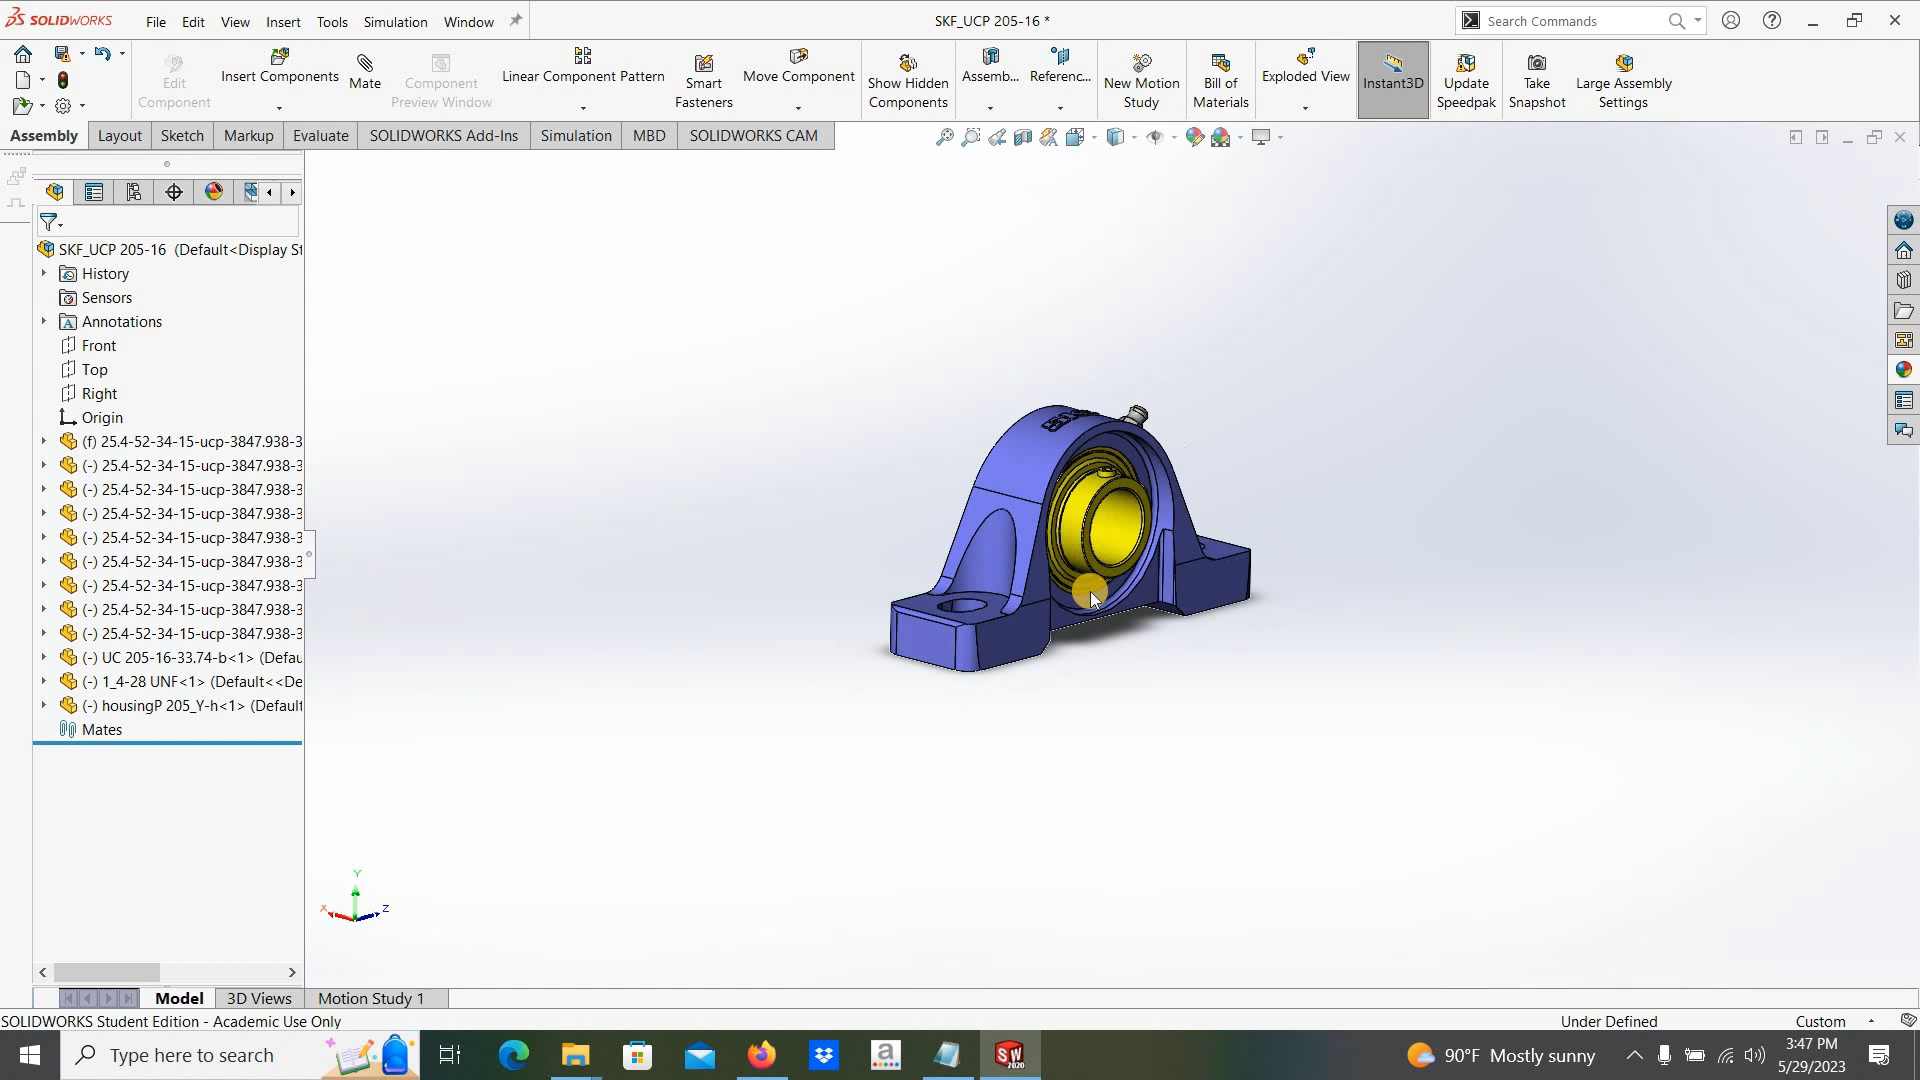 SOLIDWORKS File Edit View Insert Tools Simulation Window SKF_UCP 205-16 * Search Commands
Edit Component
Insert Components
Mate
Component Preview Window
Linear Component Pattern
Smart Fasteners
Move Component
Show Hidden Components
Assemb...
Referenc...
New Motion Study
Bill of Materials
Exploded View
Instant3D
Update Speedpak
Take Snapshot
Large Assembly Settings
Assembly Layout Sketch Markup Evaluate SOLIDWORKS Add-Ins Simulation MBD SOLIDWORKS CAM
SKF_UCP 205-16 (Default<Display St
History
Sensors
A Annotations
Front
Top
Right
Origin
(f) 25.4-52-34-15-ucp-3847.938-3
(-) 25.4-52-34-15-ucp-3847.938-3
(-) 25.4-52-34-15-ucp-3847.938-3
(-) 25.4-52-34-15-ucp-3847.938-3
(-) 25.4-52-34-15-ucp-3847.938-3
(-) 25.4-52-34-15-ucp-3847.938-3
(-) 25.4-52-34-15-ucp-3847.938-3
(-) 25.4-52-34-15-ucp-3847.938-3
(-) 25.4-52-34-15-ucp-3847.938-3
(-) UC 205-16-33.74-b<1> (Defau
(-) 1_4-28 UNF<1> (Default<<De
(-) housingP 205_Y-h<1> (Default
Mates
SKF
Y
X Z
Model 3D Views Motion Study 1
SOLIDWORKS Student Edition - Academic Use Only Under Defined Custom
Type here to search
a
SW 2020
90°F Mostly sunny
3:47 PM
5/29/2023